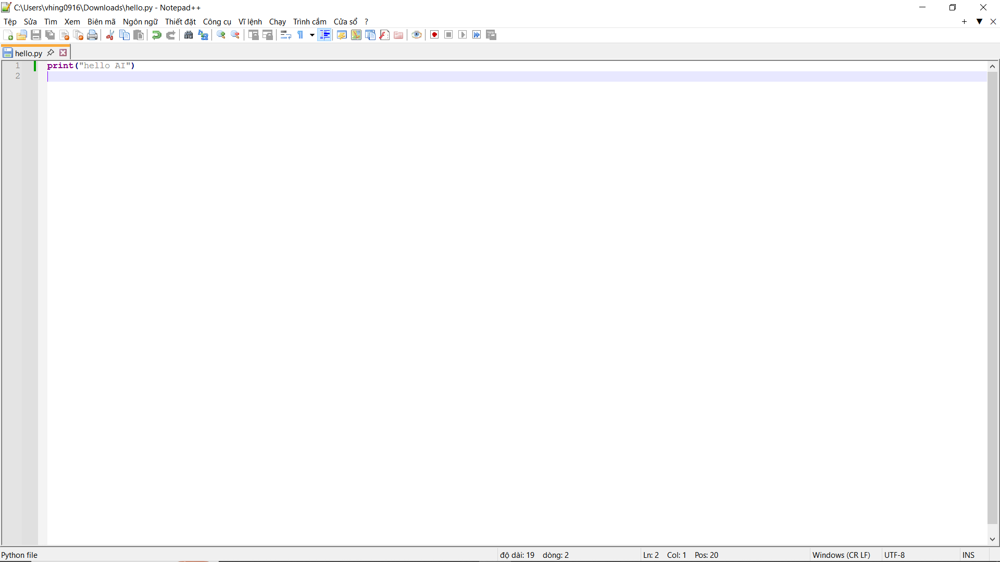 C:\Users\vhing0916\Downloads\hello.py - Notepad++
Tệp Sửa Tìm Xem Biên mã Ngôn ngữ Thiết đặt Công cụ Vĩ lệnh Chạy Trình cắm Cửa sổ ? + ▼ X
hello.py
1 print("hello AI")
2
Python file độ dài: 19 dòng: 2 Ln: 2 Col: 1 Pos: 20 Windows (CR LF) UTF-8 INS